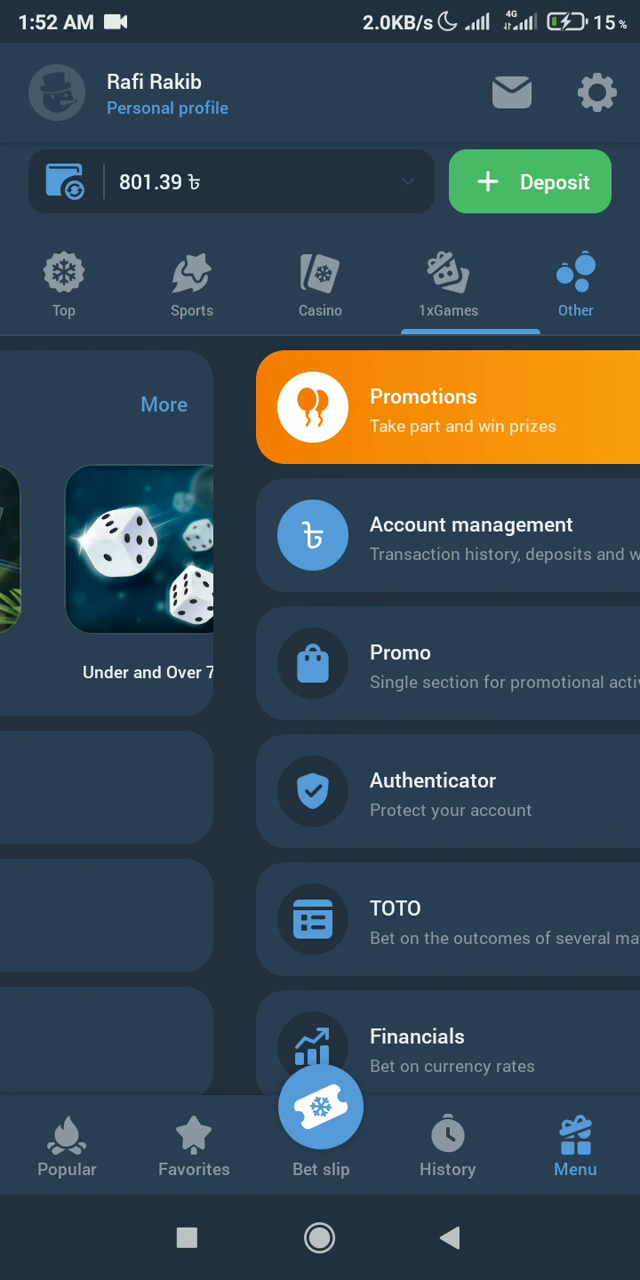 1:52 AM
2.0KB/s
4G
15%
Rafi Rakib
Personal profile
801.39 ৳
Deposit
Top
Sports
Casino
1xGames
Other
More
Under and Over 7
Promotions
Take part and win prizes
৳
Account management
Transaction history, deposits and w
Promo
Single section for promotional activ
Authenticator
Protect your account
TOTO
Bet on the outcomes of several ma
Financials
Bet on currency rates
Popular
Favorites
Bet slip
History
Menu